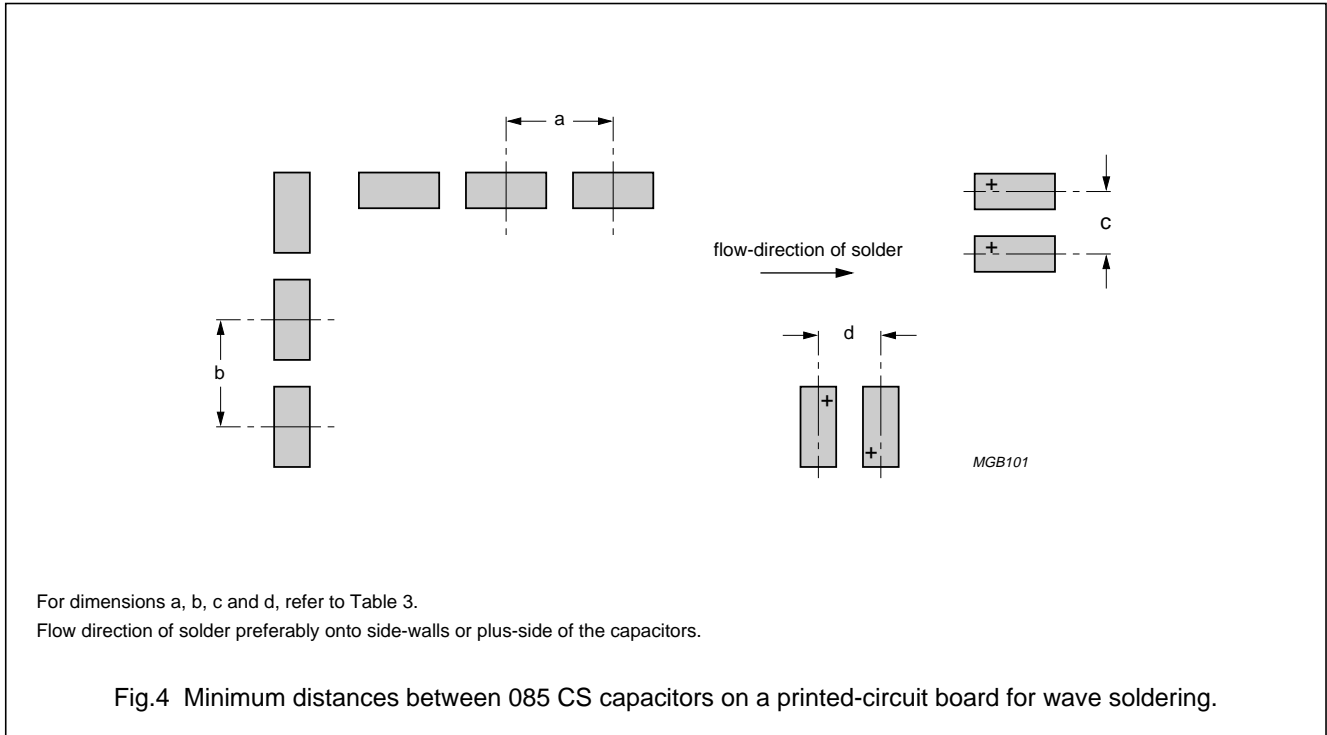 a
b
flow-direction of solder
+
+
c
d
+
+
MGB101
For dimensions a, b, c and d, refer to Table 3.
Flow direction of solder preferably onto side-walls or plus-side of the capacitors.
Fig.4 Minimum distances between 085 CS capacitors on a printed-circuit board for wave soldering.